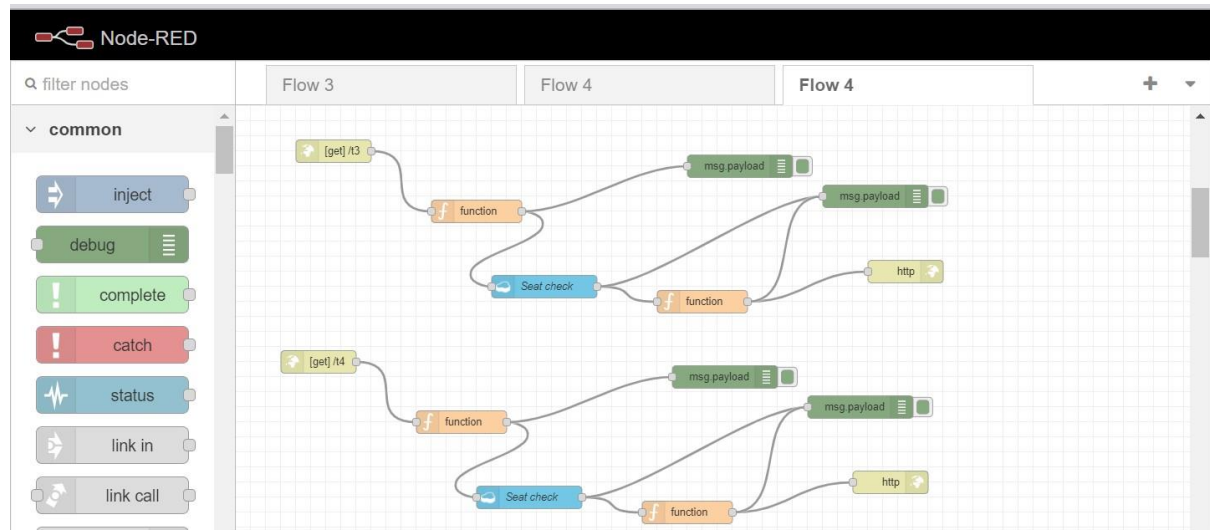 Node-RED
filter nodes
Flow 3
Flow 4
Flow 4
common
inject
debug
complete
catch
status
link in
link call
[get] /t3
function
msg.payload
msg.payload
Seat check
function
http
[get] /t4
function
msg.payload
msg.payload
Seat check
function
http